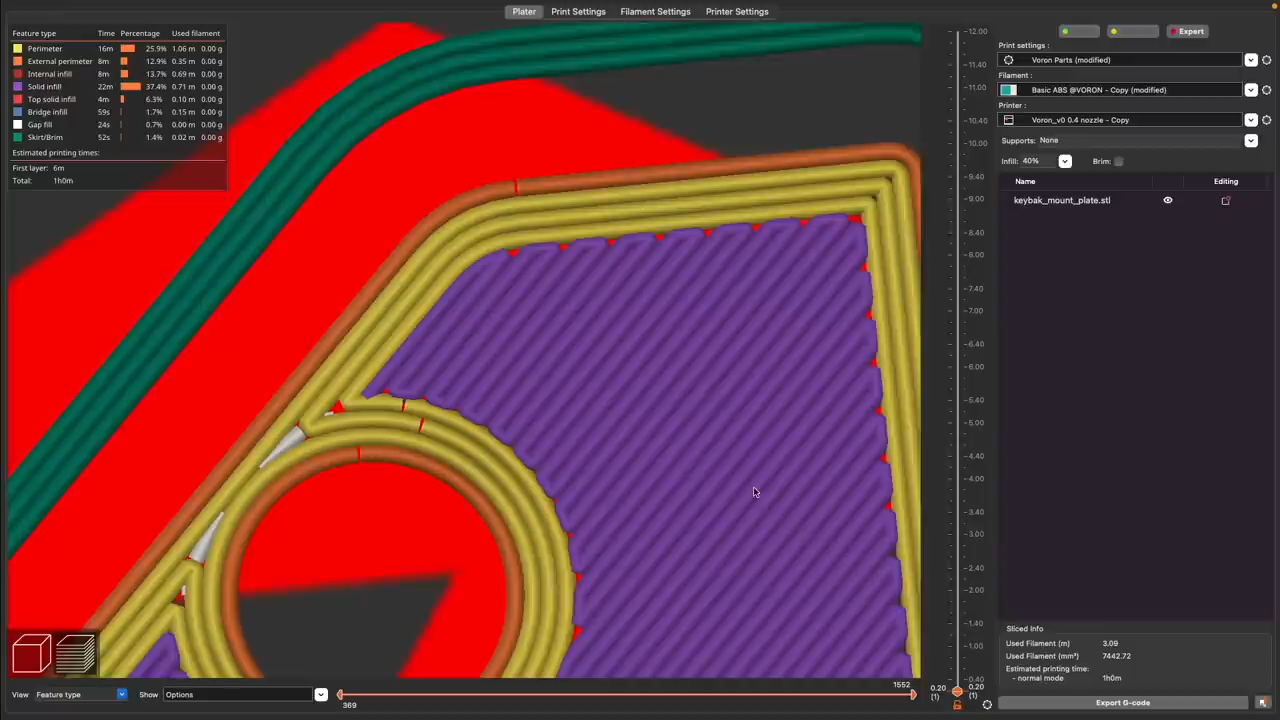 Plater Print Settings Filament Settings Printer Settings
Feature type Time Percentage Used filament
Perimeter 16m 25.9% 1.06 m 0.00 g
External perimeter 8m 12.9% 0.35 m 0.00 g
Internal infill 8m 13.7% 0.69 m 0.00 g
Solid infill 22m 37.4% 0.71 m 0.00 g
Top solid infill 4m 6.3% 0.10 m 0.00 g
Bridge infill 59s 1.7% 0.15 m 0.00 g
Gap fill 24s 0.7% 0.00 m 0.00 g
Skirt/Brim 52s 1.4% 0.02 m 0.00 g
Estimated printing times:
First layer: 6m
Total: 1h0m
12.00
11.40
11.00
10.40
10.00
9.40
9.00
8.40
8.00
7.40
7.00
6.40
6.00
5.40
5.00
4.40
4.00
3.40
3.00
2.40
2.00
1.40
1.00
0.40
0.20 0.20
(1) (1)
Expert
Print settings :
Voron Parts (modified)
Filament :
Basic ABS @VORON - Copy (modified)
Printer :
Voron_v0 0.4 nozzle - Copy
Supports: None
Infill: 40% Brim:
Name Editing
keybak_mount_plate.stl
Sliced Info
Used Filament (m) 3.09
Used Filament (mm³) 7442.72
Estimated printing time:
- normal mode 1h0m
Export G-code
View Feature type Show Options
1552
369